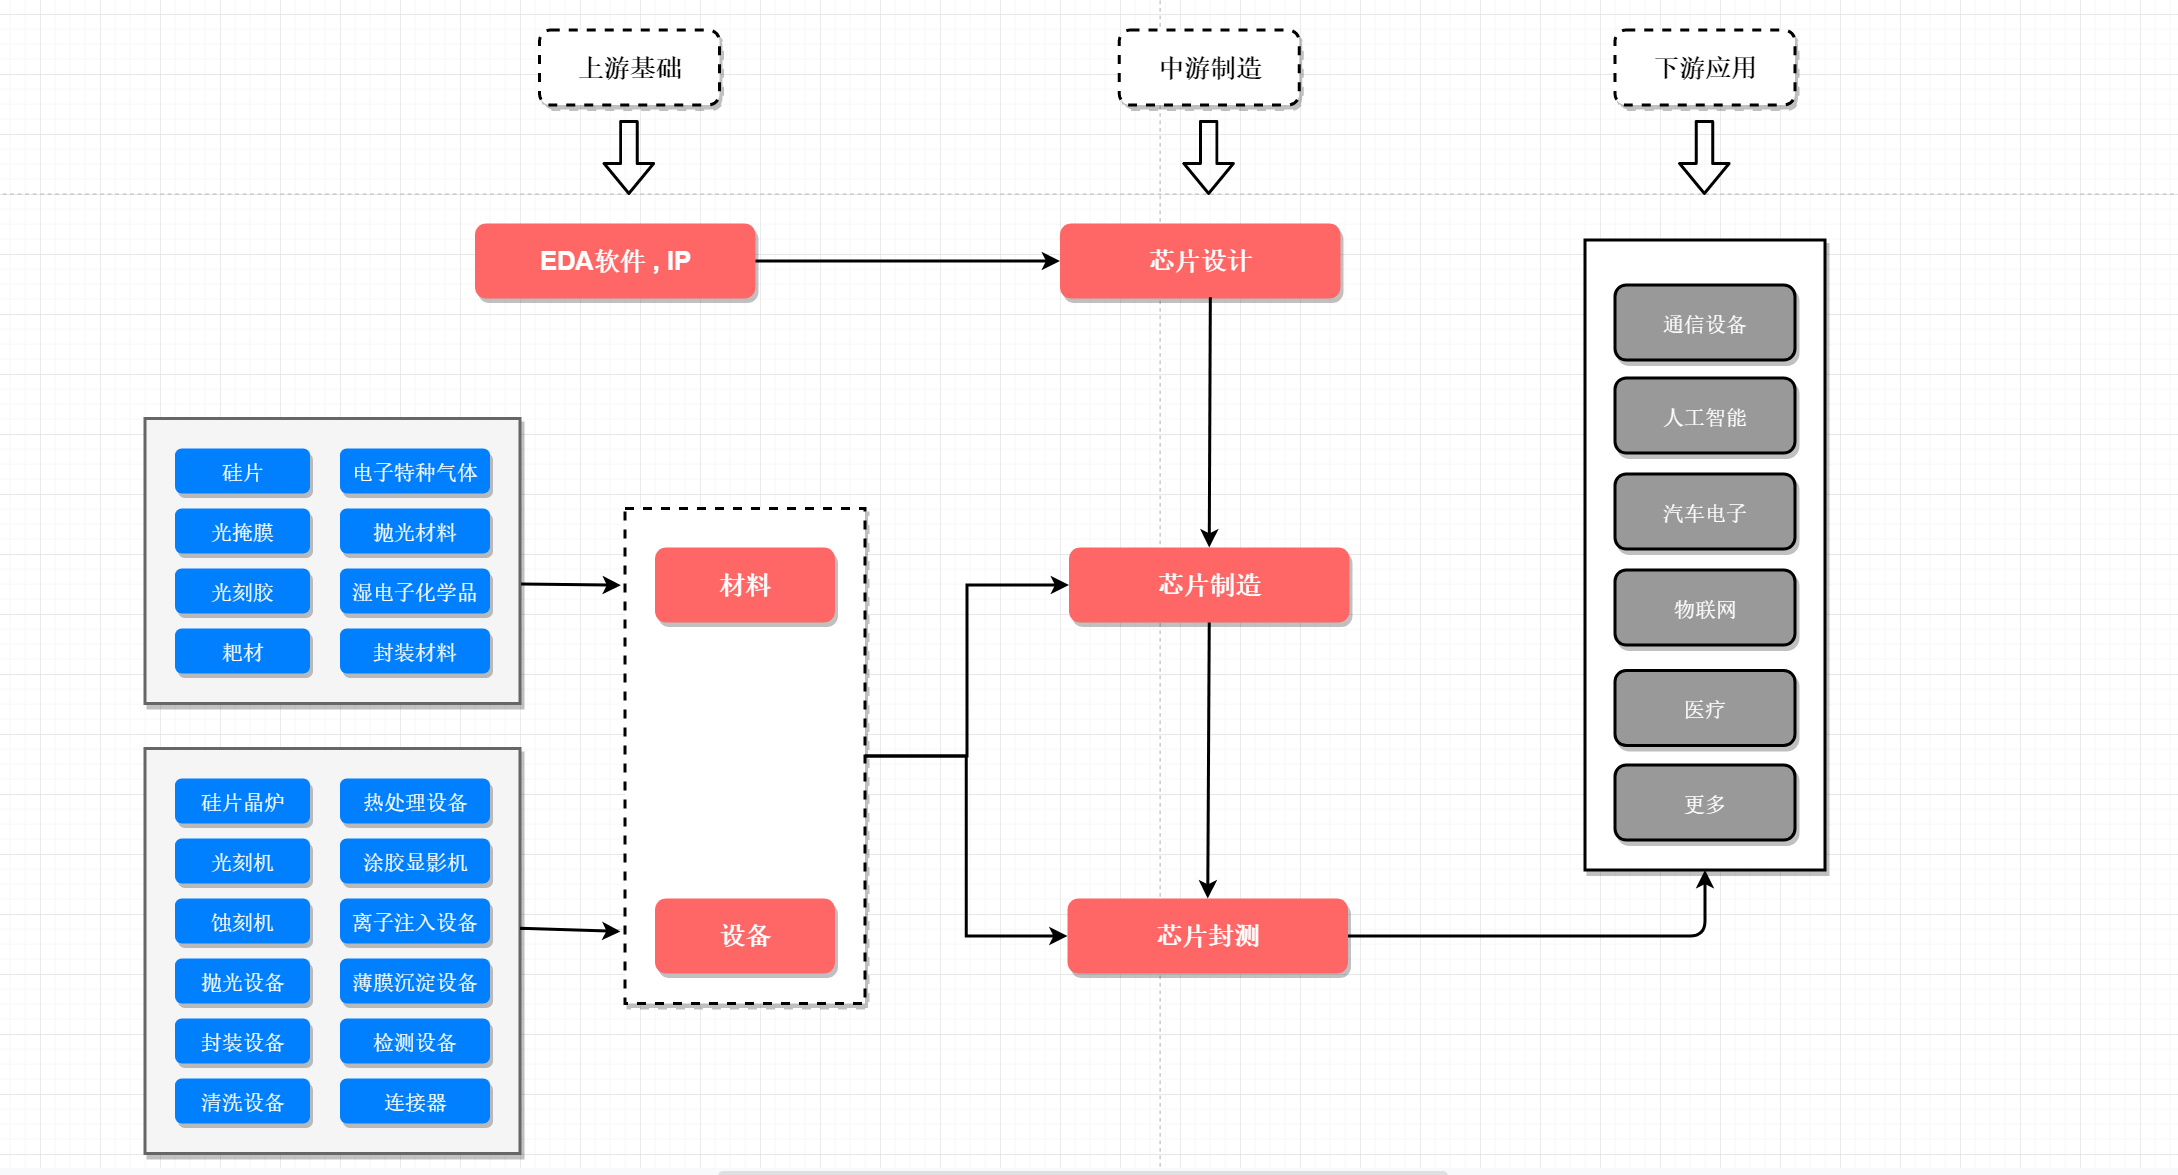 上游基础
中游制造
下游应用
EDA软件 , IP
芯片设计
硅片
电子特种气体
光掩膜
抛光材料
光刻胶
湿电子化学品
耙材
封装材料
硅片晶炉
热处理设备
光刻机
涂胶显影机
蚀刻机
离子注入设备
抛光设备
薄膜沉淀设备
封装设备
检测设备
清洗设备
连接器
材料
设备
芯片制造
芯片封测
通信设备
人工智能
汽车电子
物联网
医疗
更多